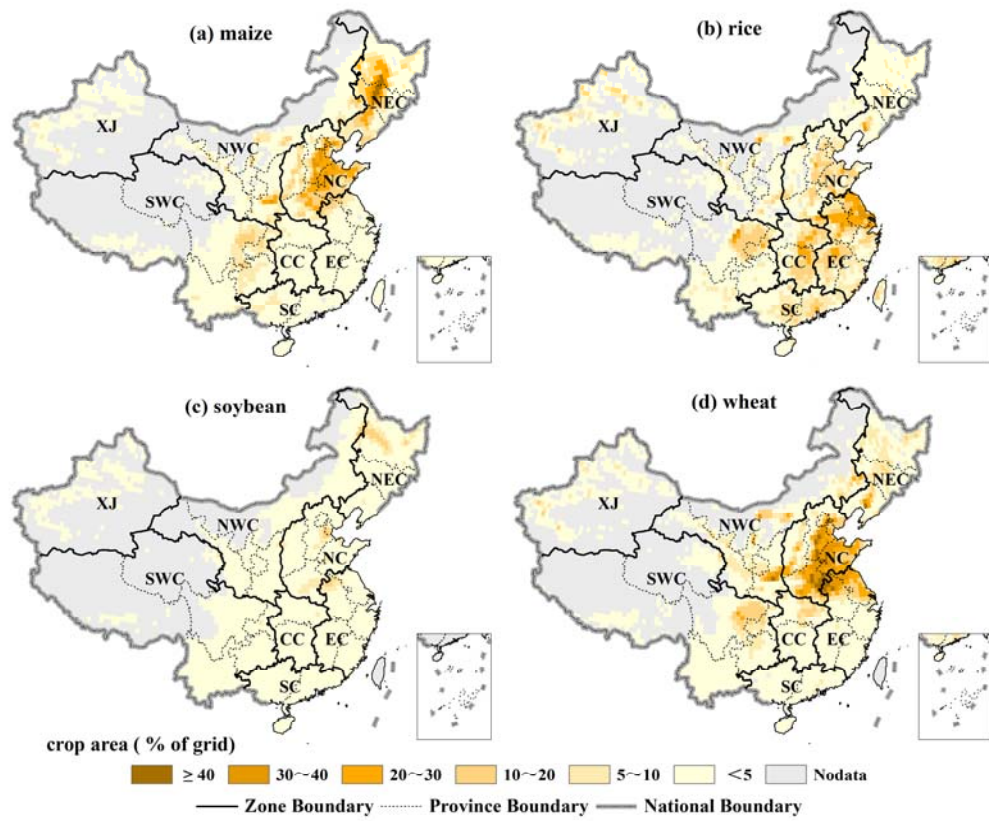 (a) maize
(b) rice
XJ
NWC
NEC
NC
SWC
CC
EC
SC
XJ
NWC
NEC
NC
SWC
CC
EC
SC
(c) soybean
(d) wheat
XJ
NWC
NEC
NC
SWC
CC
EC
SC
XJ
NWC
NEC
NC
SWC
CC
EC
SC
crop area ( % of grid)
≥ 40 30～40 20～30 10～20 5～10 ＜5 Nodata
Zone Boundary Province Boundary National Boundary